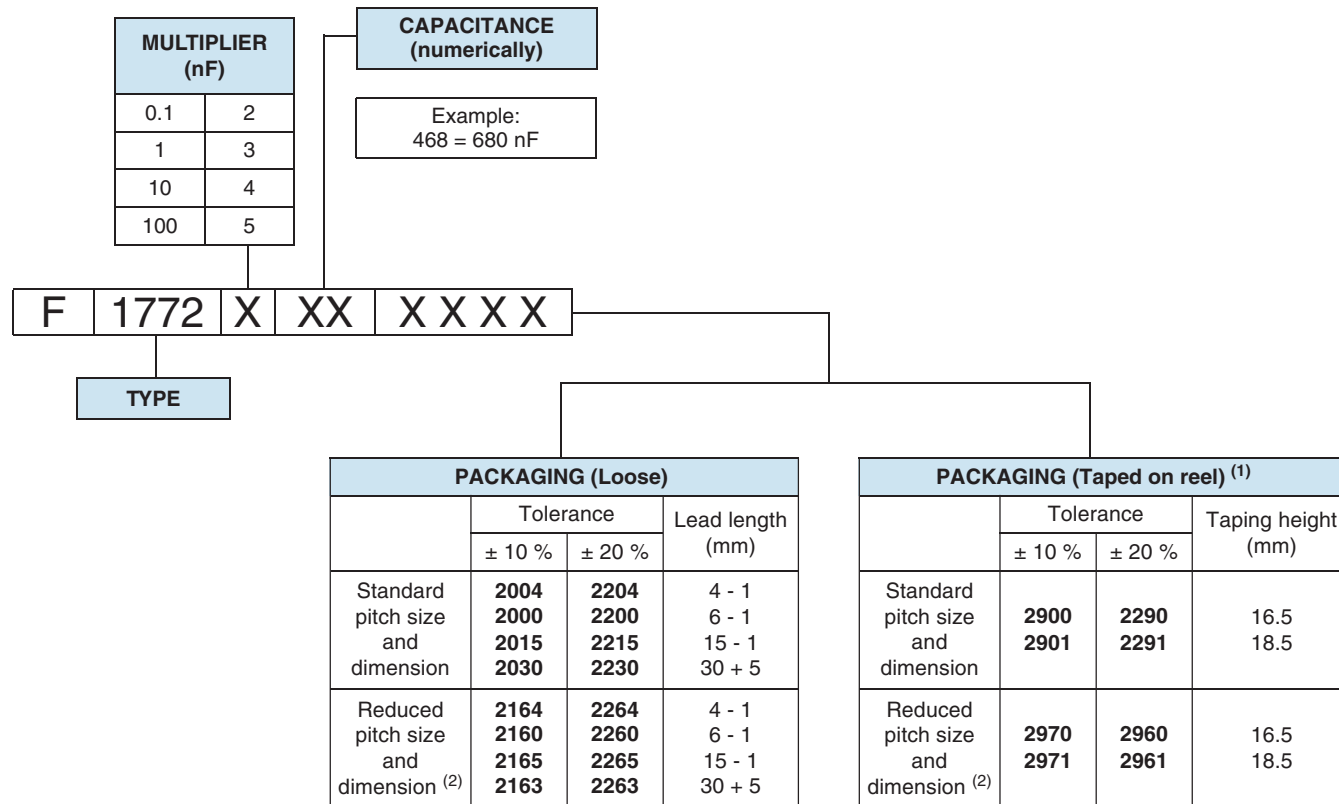 MULTIPLIER
(nF)
0.1 2
1 3
10 4
100 5
CAPACITANCE
(numerically)
Example:
468 = 680 nF
F 1772 X XX X X X X
TYPE
PACKAGING (Loose)
Tolerance Lead length
(mm)
± 10 % ± 20 %
Standard 2004 2204 4 - 1
pitch size 2000 2200 6 - 1
and 2015 2215 15 - 1
dimension 2030 2230 30 + 5
Reduced 2164 2264 4 - 1
pitch size 2160 2260 6 - 1
and 2165 2265 15 - 1
dimension (2) 2163 2263 30 + 5
PACKAGING (Taped on reel) (1)
Tolerance Taping height
(mm)
± 10 % ± 20 %
Standard
pitch size 2900 2290 16.5
and 2901 2291 18.5
dimension
Reduced
pitch size 2970 2960 16.5
and 2971 2961 18.5
dimension (2)